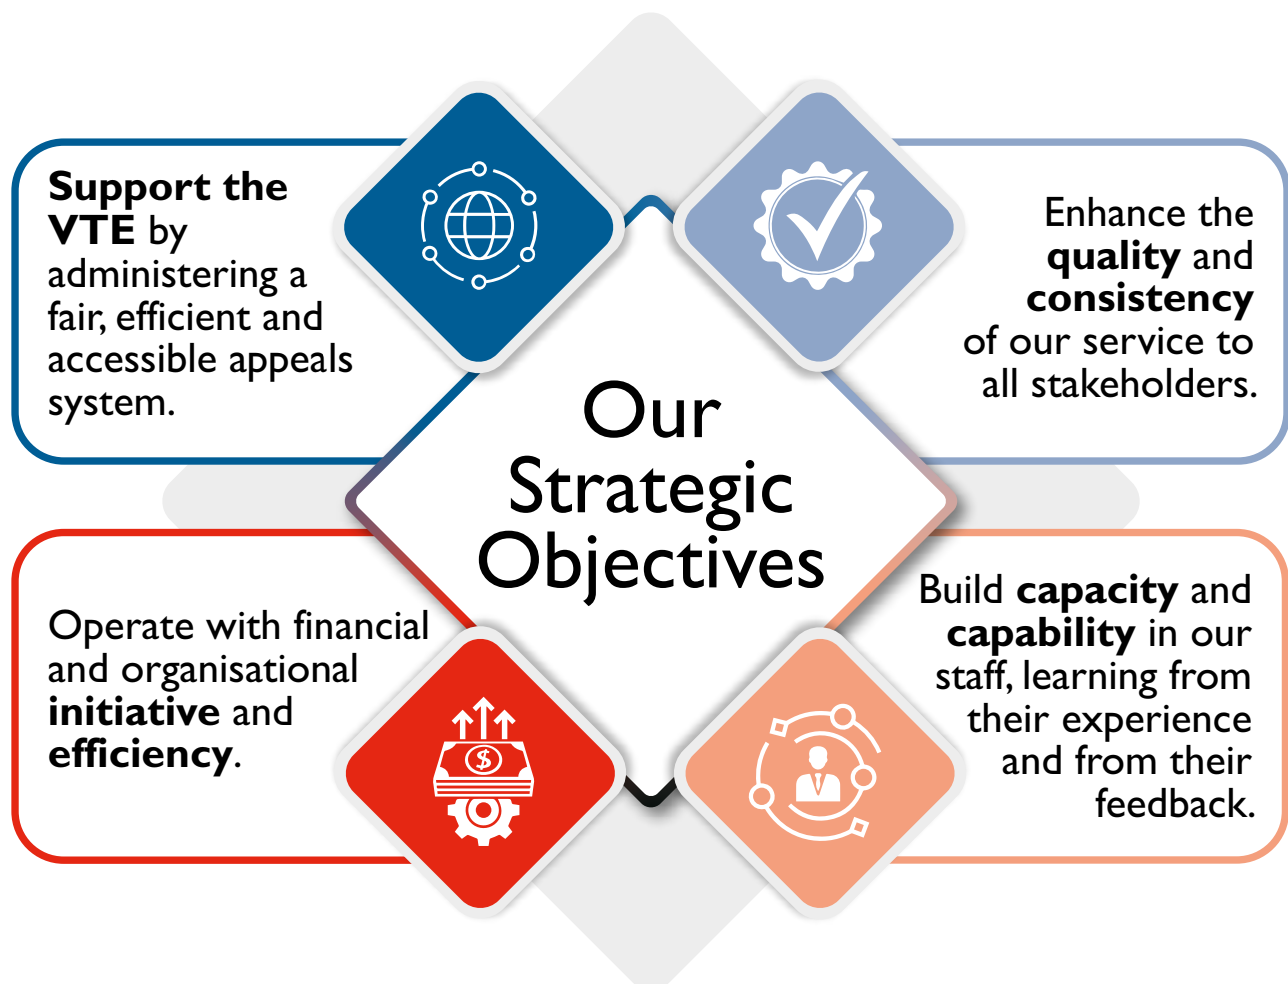 Support the
VTE by
administering a
fair, efficient and
accessible appeals
system.
Enhance the
quality and
consistency
of our service to
all stakeholders.
Our
Strategic
Objectives
Operate with financial
and organisational
initiative and
efficiency.
$
Build capacity and
capability in our
staff, learning from
their experience
and from their
feedback.